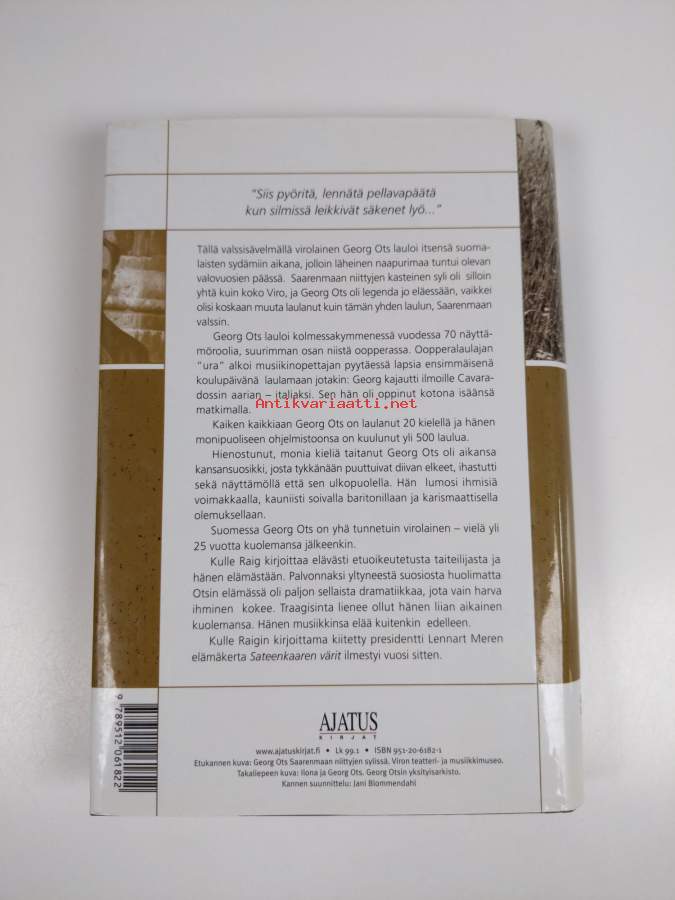 "Siis pyöritä, lennätä pellavapäätä
kun silmissä leikkivät säkenet lyö..."
Tällä valssisävelmällä virolainen Georg Ots lauloi itsensä suoma-
laisten sydämiin aikana, jolloin läheinen naapurimaa tuntui olevan
valovuosien päässä. Saarenmaan niittyjen kasteinen syli oli silloin
yhtä kuin koko Viro, ja Georg Ots oli legenda jo eläessään, vaikkei
olisi koskaan muuta laulanut kuin tämän yhden laulun, Saarenmaan
valssin.
Georg Ots lauloi kolmessakymmenessä vuodessa 70 näyttä-
möroolia, suurimman osan niistä oopperassa. Oopperalaulajan
"ura" alkoi musiikinopettajan pyytäessä lapsia ensimmäisenä
koulupäivänä laulamaan jotakin: Georg kajautti ilmoille Cavara-
dossin aarian – italiaksi. Sen hän oli oppinut kotona isäänsä
matkimalla.
Antikvariaatti.net
Kaiken kaikkiaan Georg Ots on laulanut 20 kielellä ja hänen
monipuoliseen ohjelmistoonsa on kuulunut yli 500 laulua.
Hienostunut, monia kieliä taitanut Georg Ots oli aikansa
kansansuosikki, josta tykkänään puuttuivat diivan elkeet, ihastutti
sekä näyttämöllä että sen ulkopuolella. Hän lumosi ihmisiä
voimakkaalla, kauniisti soivalla baritonillaan ja karismaattisella
olemuksellaan.
Suomessa Georg Ots on yhä tunnetuin virolainen – vielä yli
25 vuotta kuolemansa jälkeenkin.
Kulle Raig kirjoittaa elävästi etuoikeutetusta taiteilijasta ja
hänen elämästään. Palvonnaksi yltyneestä suosiosta huolimatta
Otsin elämässä oli paljon sellaista dramatiikkaa, jota vain harva
ihminen kokee. Traagisinta lienee ollut hänen liian aikainen
kuolemansa. Hänen musiikkinsa elää kuitenkin edelleen.
Kulle Raigin kirjoittama kiitetty presidentti Lennart Meren
elämäkerta Sateenkaaren värit ilmestyi vuosi sitten.
AJATUS
KIRJAT
www.ajatuskirjat.fi • Lk 99.1 • ISBN 951-20-6182-1
Etukannen kuva: Georg Ots Saarenmaan niittyjen sylissä. Viron teatteri- ja musiikkimuseo.
Takaliepeen kuva: Ilona ja Georg Ots. Georg Otsin yksityisarkisto.
Kannen suunnittelu: Jani Blommendahl
9 789512 061822